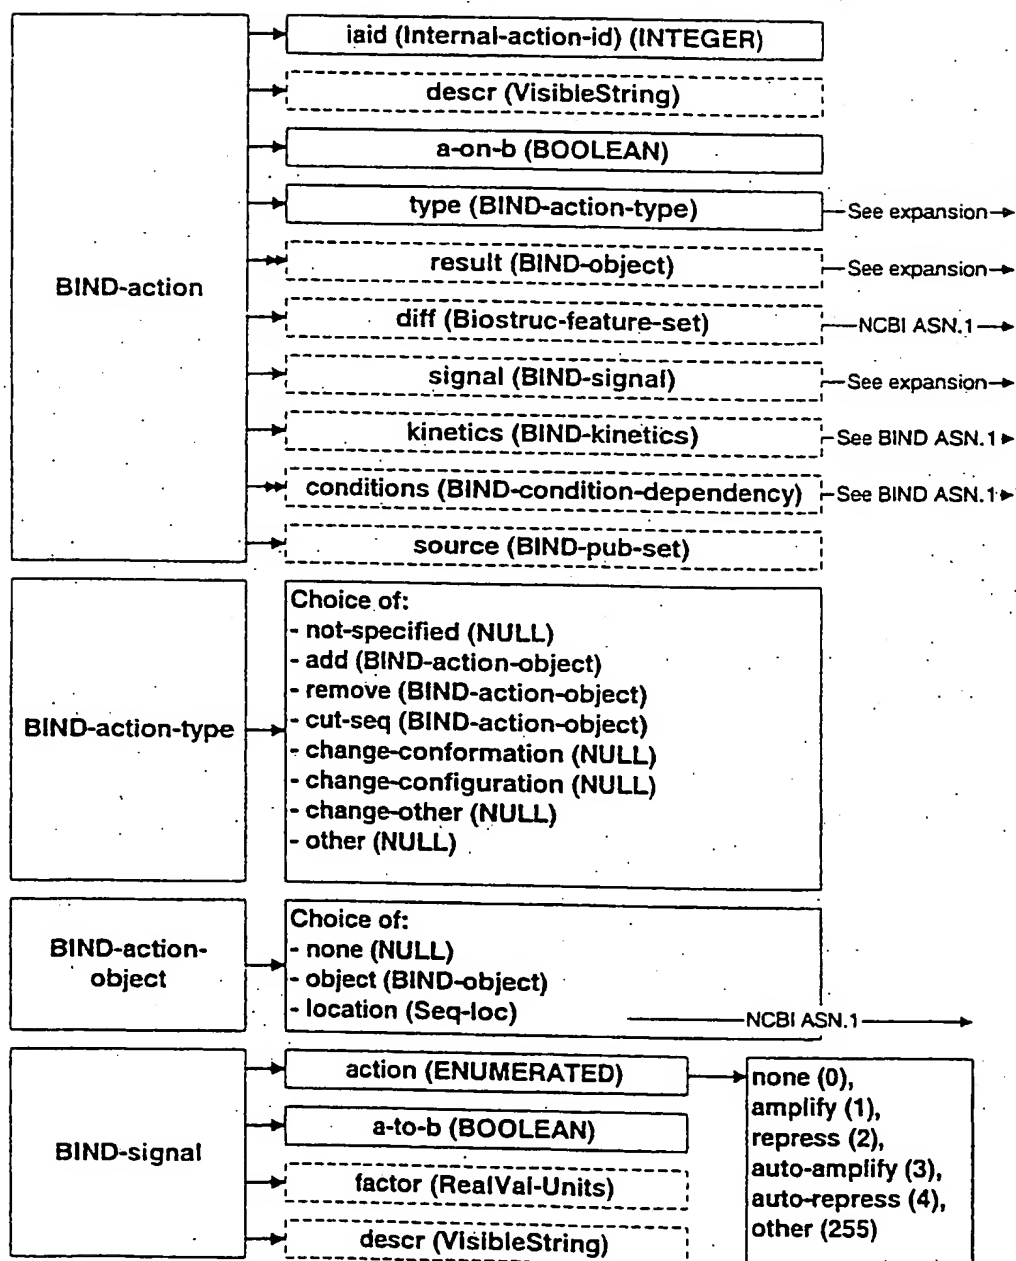 BIND-action
iaid (Internal-action-id) (INTEGER)
descr (VisibleString)
a-on-b (BOOLEAN)
type (BIND-action-type)
See expansion
result (BIND-object)
See expansion
diff (Biostruc-feature-set)
NCBI ASN.1
signal (BIND-signal)
See expansion
kinetics (BIND-kinetics)
See BIND ASN.1
conditions (BIND-condition-dependency)
See BIND ASN.1
source (BIND-pub-set)
BIND-action-type
Choice of:
- not-specified (NULL)
- add (BIND-action-object)
- remove (BIND-action-object)
- cut-seq (BIND-action-object)
- change-conformation (NULL)
- change-configuration (NULL)
- change-other (NULL)
- other (NULL)
BIND-action-
object
Choice of:
- none (NULL)
- object (BIND-object)
- location (Seq-loc)
NCBI ASN.1
BIND-signal
action (ENUMERATED)
a-to-b (BOOLEAN)
factor (RealVal-Units)
descr (VisibleString)
none (0),
amplify (1),
repress (2),
auto-amplify (3),
auto-repress (4),
other (255)